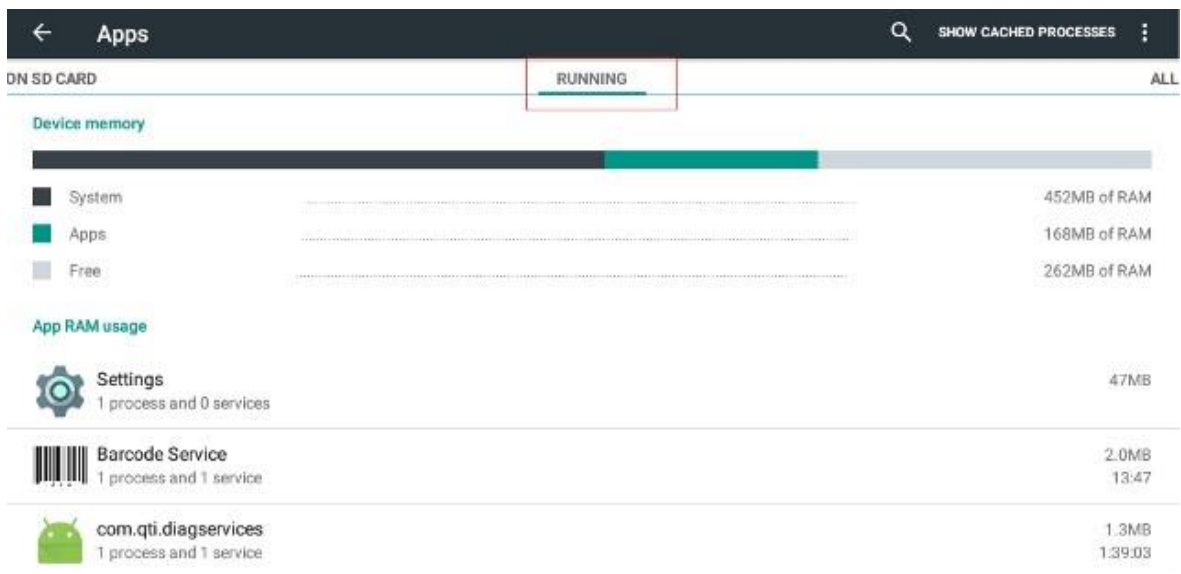 Apps
SHOW CACHED PROCESSES
ON SD CARD
RUNNING
ALL
Device memory
System 452MB of RAM
Apps 168MB of RAM
Free 262MB of RAM
App RAM usage
Settings 47MB
1 process and 0 services
Barcode Service 2.0MB
1 process and 1 service 13:47
com.qti.diagservices 1.3MB
1 process and 1 service 1:39:03